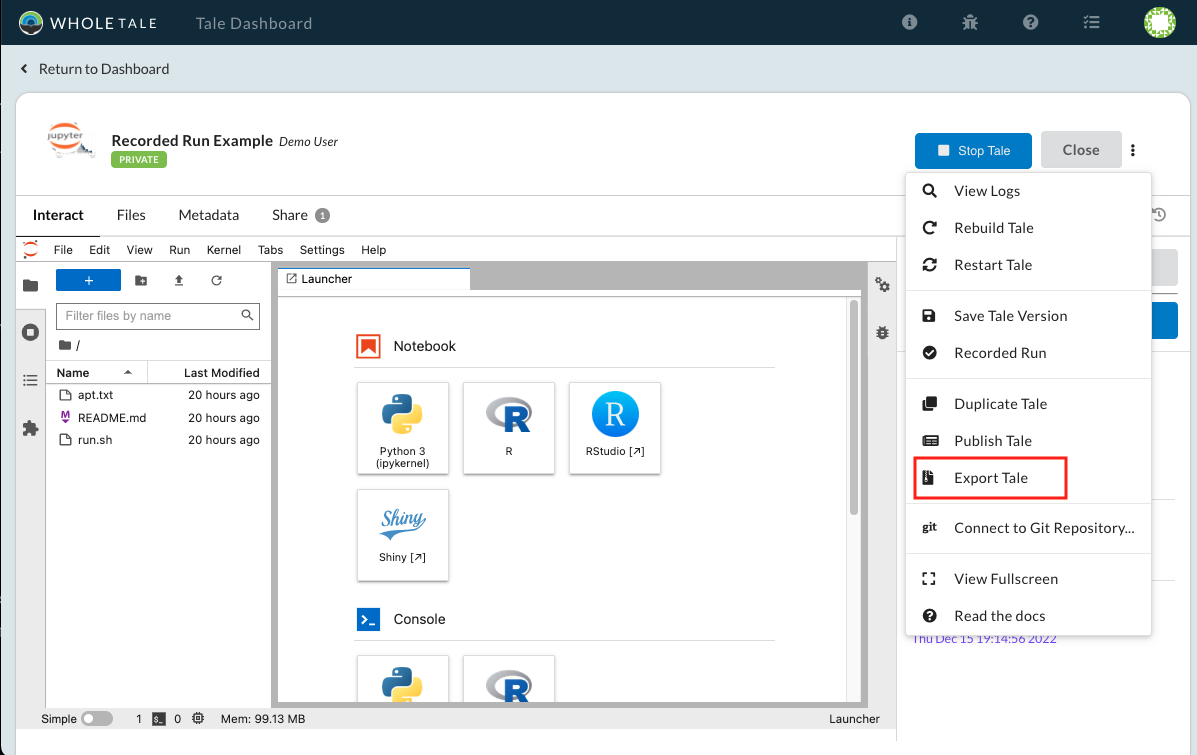 WHOLETALE Tale Dashboard
Return to Dashboard
jupyter
Recorded Run Example Demo User
PRIVATE
Stop Tale
Close
Interact Files Metadata Share 1
File Edit View Run Kernel Tabs Settings Help
+
Launcher
Filter files by name
/
Name Last Modified
apt.txt 20 hours ago
M README.md 20 hours ago
run.sh 20 hours ago
Notebook
Python 3
(ipykernel)
R
R
R
RStudio [↗]
Shiny
Shiny [↗]
Console
R
View Logs
Rebuild Tale
Restart Tale
Save Tale Version
Recorded Run
Duplicate Tale
Publish Tale
Export Tale
git Connect to Git Repository...
View Fullscreen
Read the docs
Thu Dec 15 19:14:56 2022
Simple 1 $_ 0 Mem: 99.13 MB Launcher